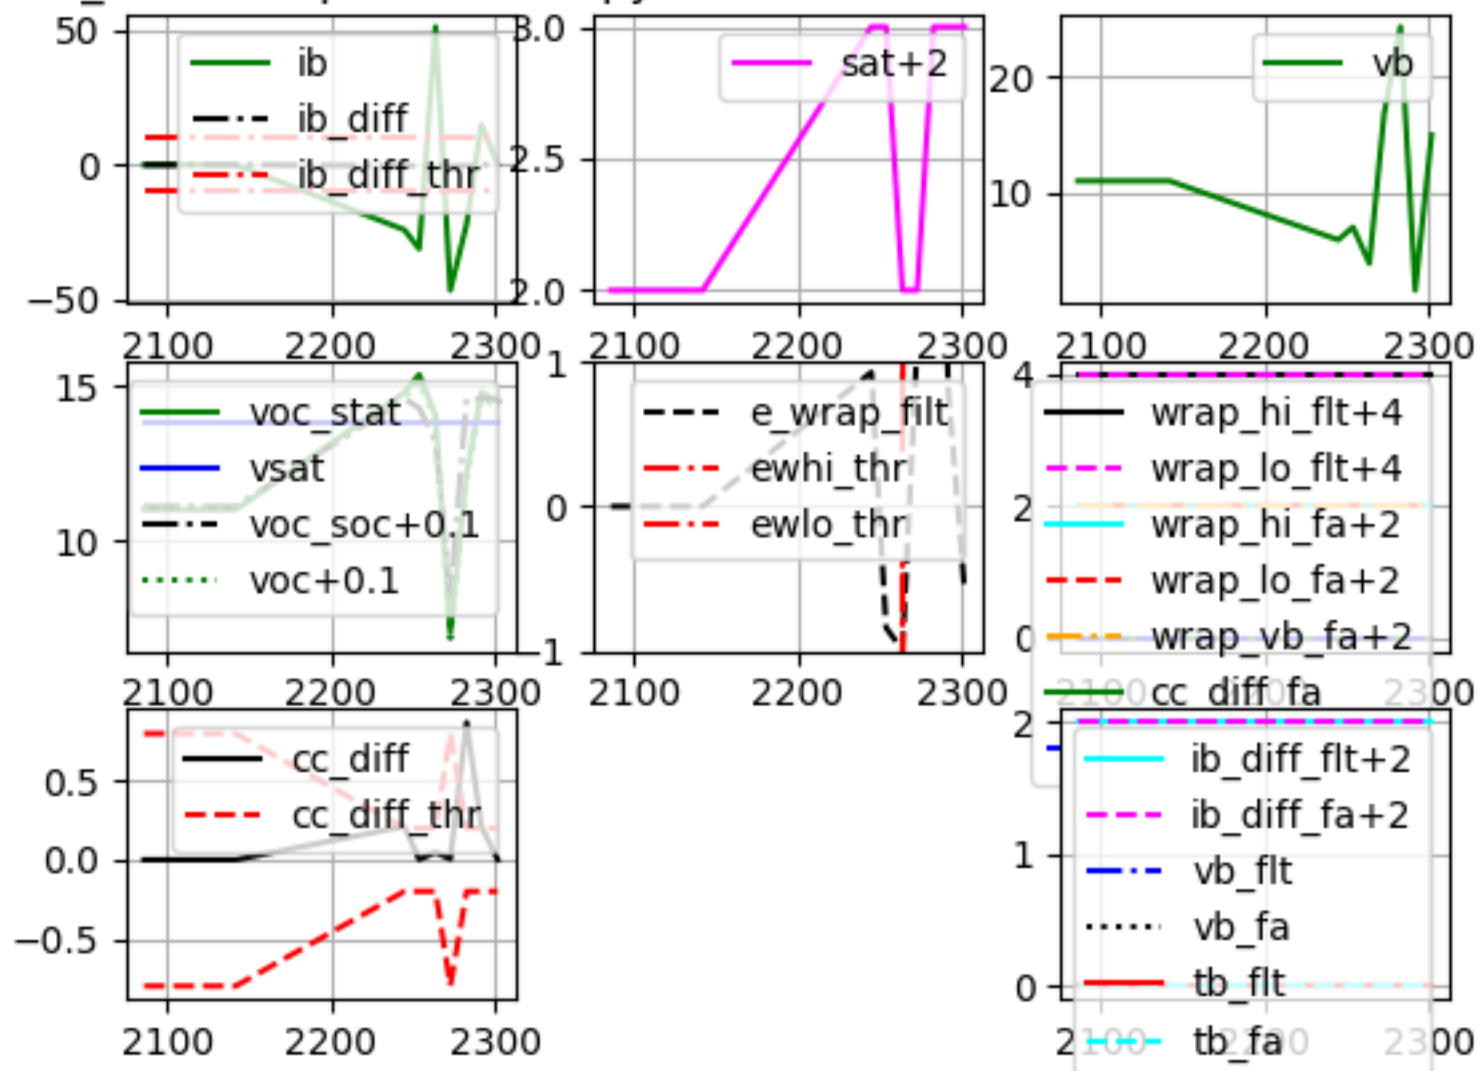 50
0
−50
ib
ib_diff
ib_diff_thr
2100 2200 2300
3.0
2.5
2.0
sat+2
2100 2200 2300
20
10
vb
2100 2200 2300
15
10
voc_stat
vsat
voc_soc+0.1
voc+0.1
2100 2200 2300
1
0
−1
e_wrap_filt
ewhi_thr
ewlo_thr
2100 2200 2300
4
2
0
wrap_hi_flt+4
wrap_lo_flt+4
wrap_hi_fa+2
wrap_lo_fa+2
wrap_vb_fa+2
cc_diff_fa
2100 2200 2300
0.5
0.0
−0.5
cc_diff
cc_diff_thr
2100 2200 2300
2
1
0
ib_diff_flt+2
ib_diff_fa+2
vb_flt
vb_fa
tb_flt
tb_fa
2100 2200 2300